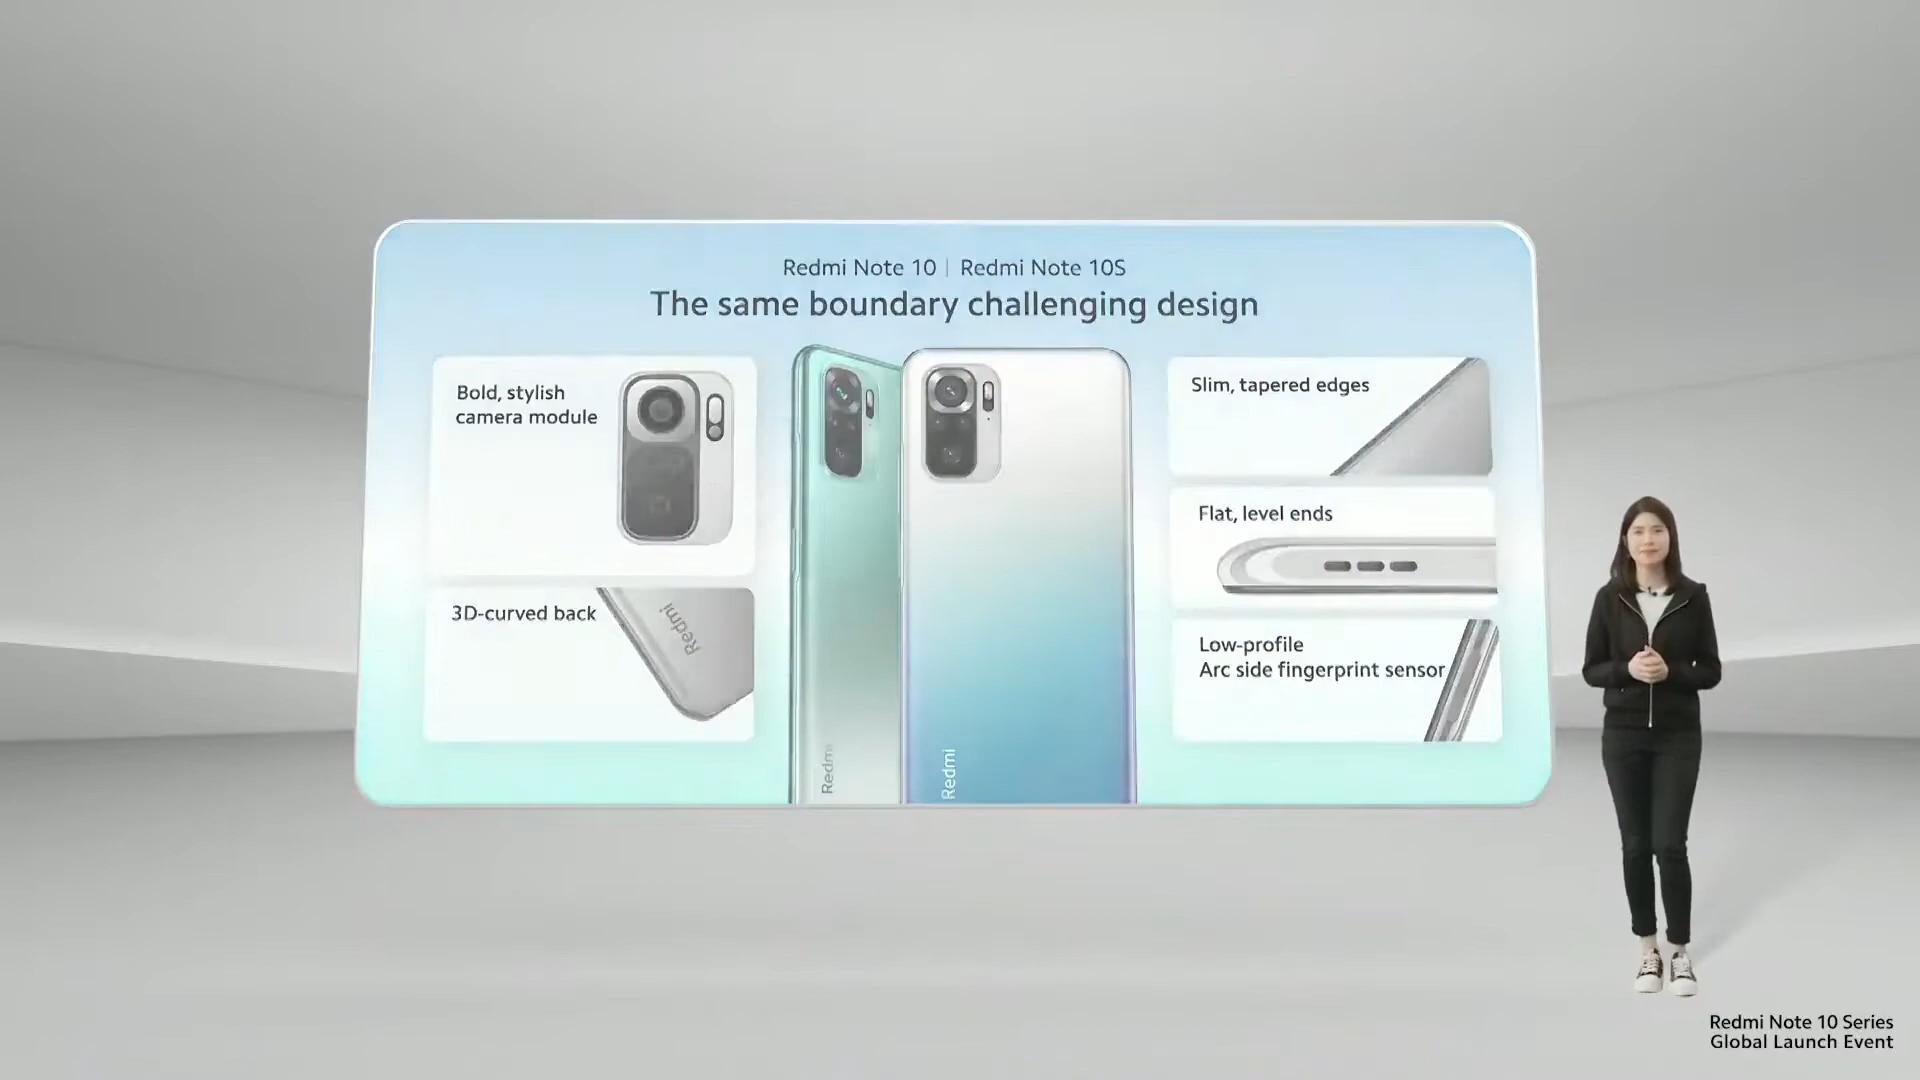 Redmi Note 10 | Redmi Note 10S
The same boundary challenging design
Bold, stylish
camera module
3D-curved back
Redmi
Redmi
Redmi
Slim, tapered edges
Flat, level ends
Low-profile
Arc side fingerprint sensor
Redmi Note 10 Series
Global Launch Event